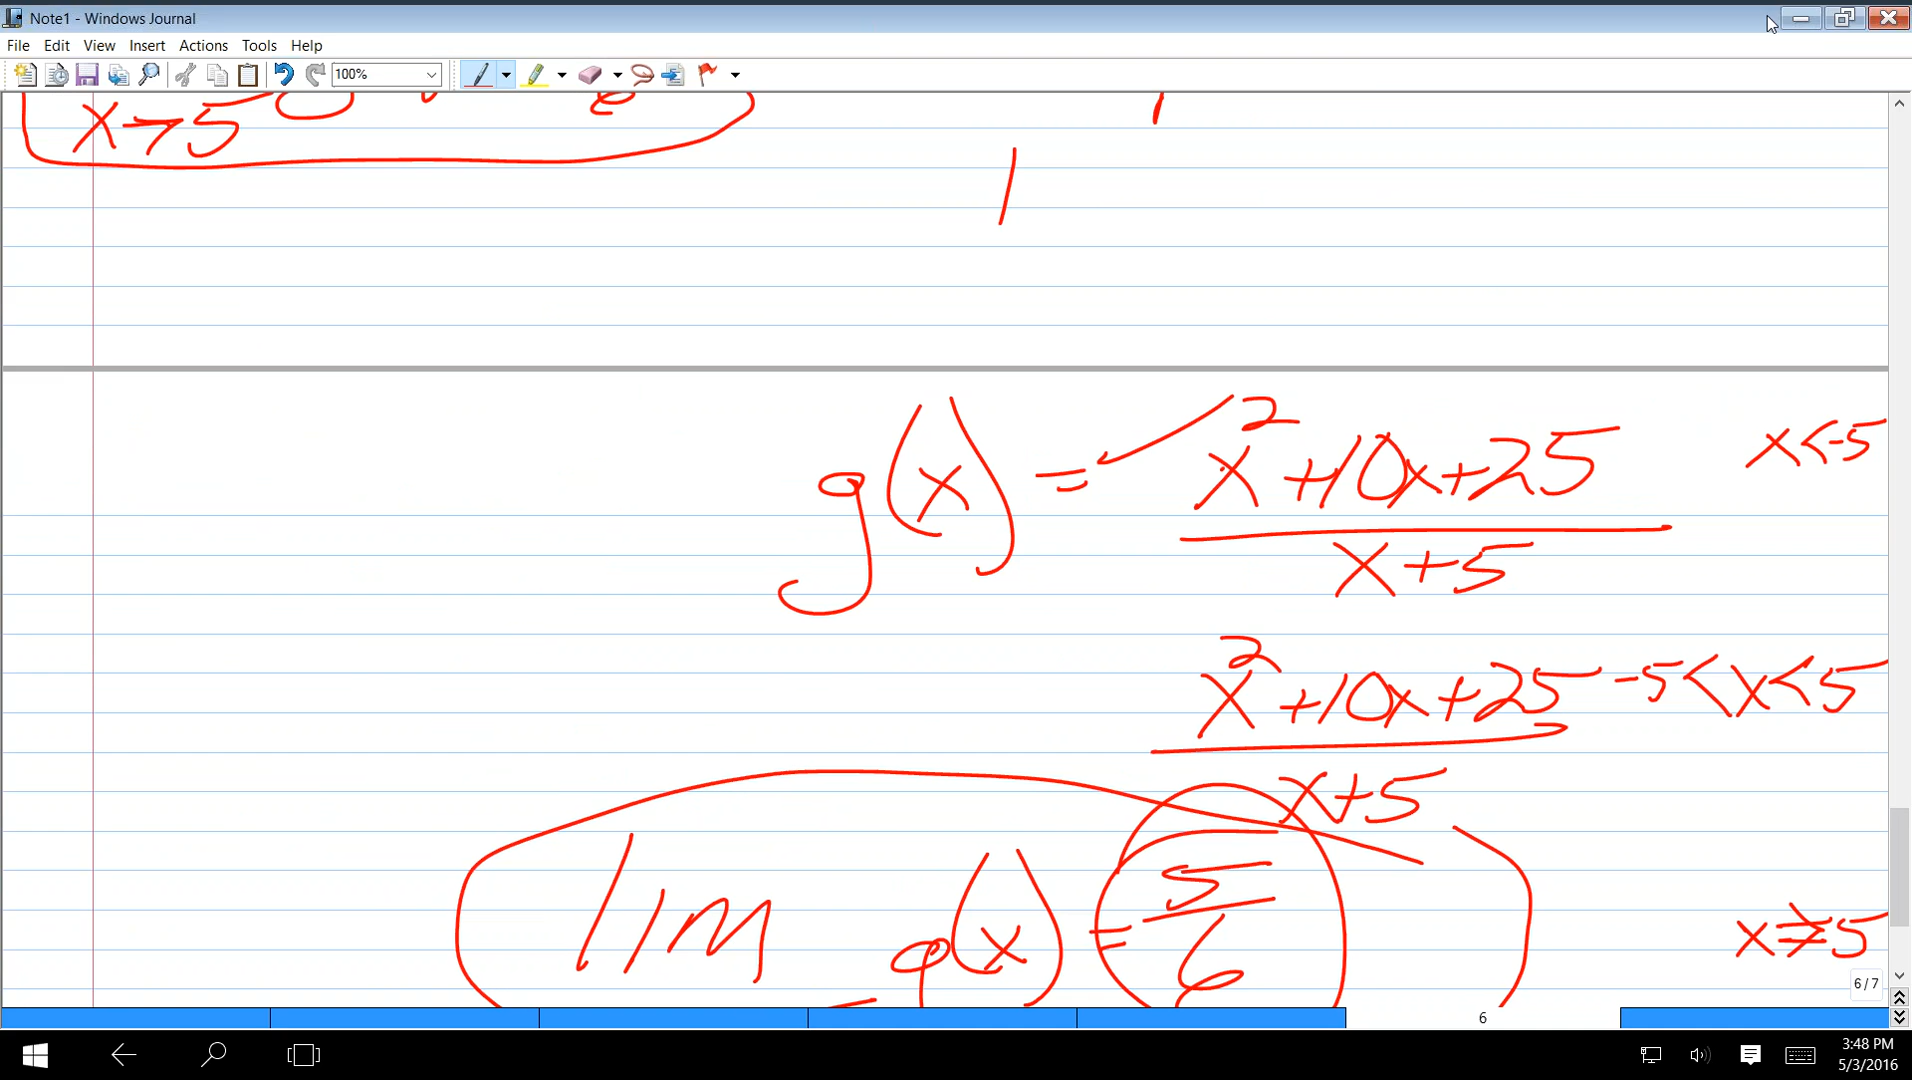 Note1 - Windows Journal
File Edit View Insert Actions Tools Help
100%
x→5
1
g(x) = x²+10x+25 x<-5
x+5
x²+10x+25 -5<x<5
x+5
lim g(x) = 5
6
x≥5
6/7
6
3:48 PM
5/3/2016